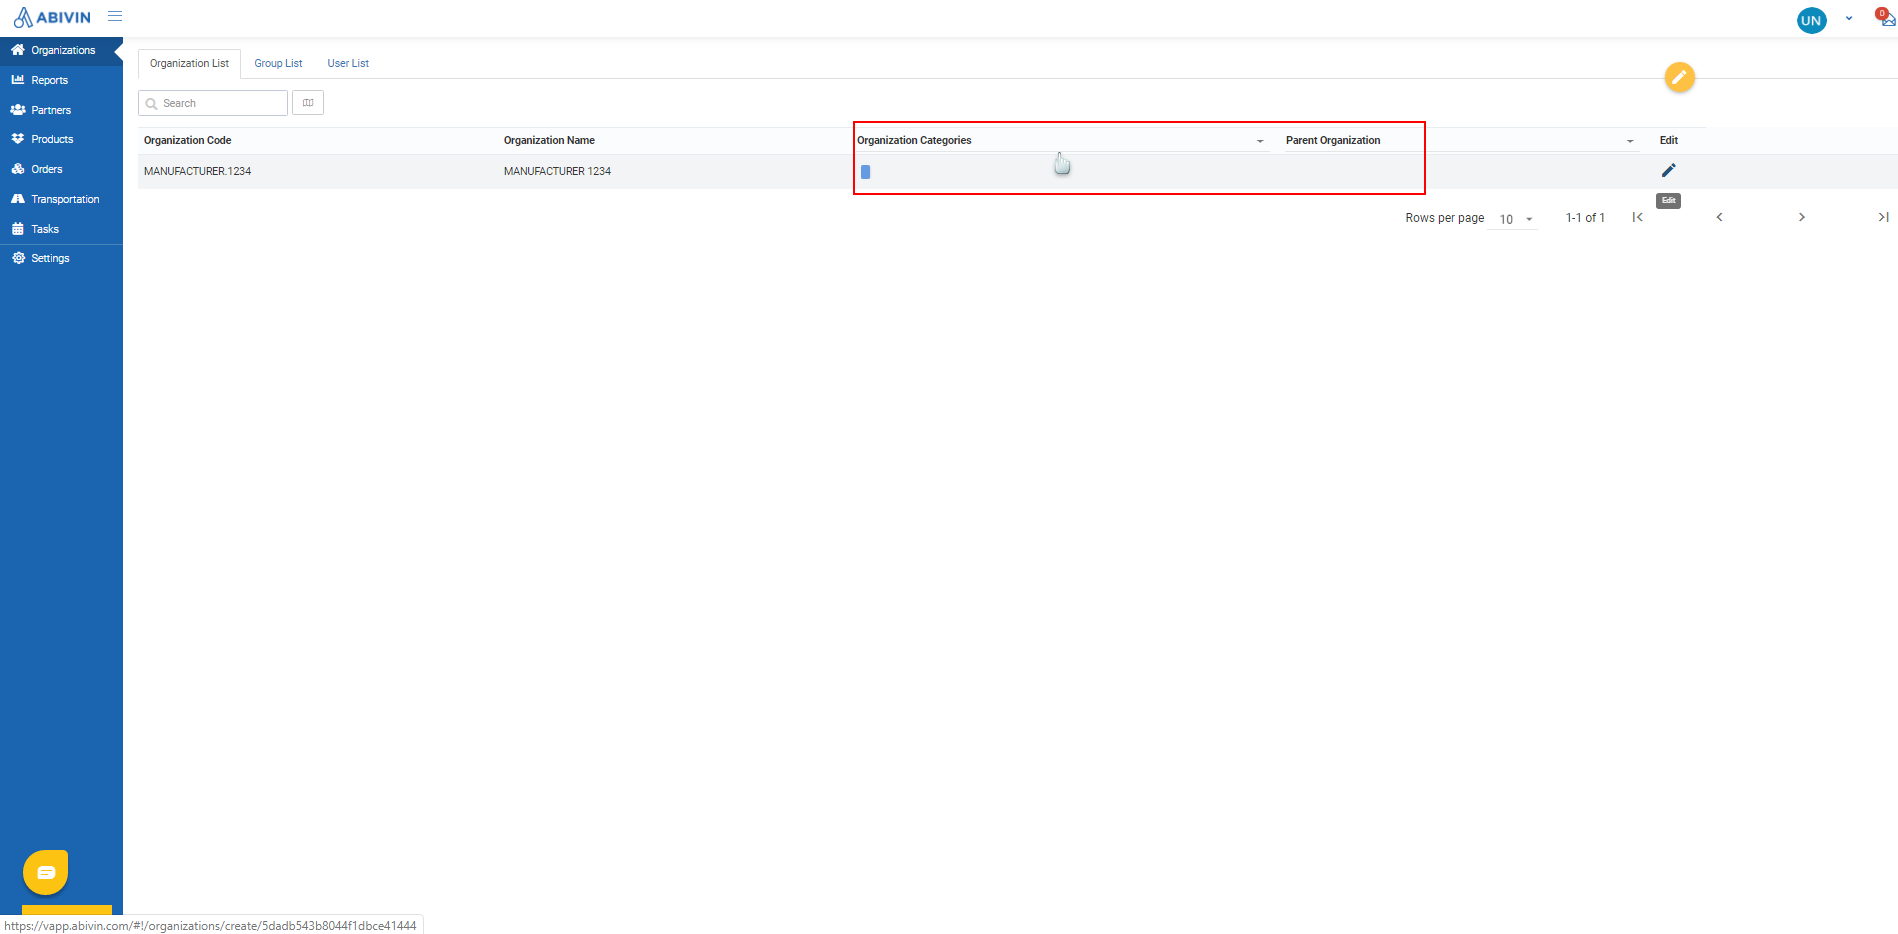 ABIVIN
UN
0
Organizations
Reports
Partners
Products
Orders
Transportation
Tasks
Settings
Organization List Group List User List
Search
Organization Code Organization Name Organization Categories Parent Organization Edit
MANUFACTURER.1234 MANUFACTURER 1234
Edit
Rows per page 10 1-1 of 1
https://vapp.abivin.com/#!/organizations/create/5dadb543b8044f1dbce41444